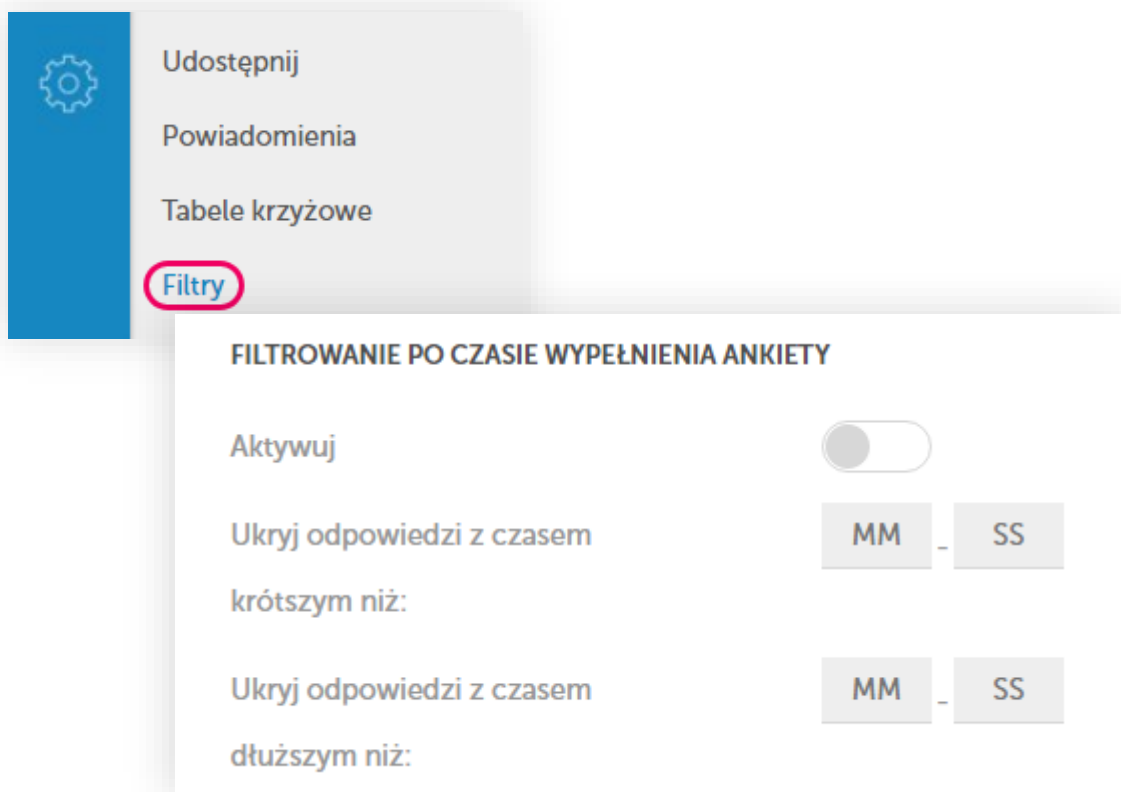 Udostępnij
Powiadomienia
Tabele krzyżowe
Filtry
FILTROWANIE PO CZASIE WYPEŁNIENIA ANKIETY
Aktywuj
Ukryj odpowiedzi z czasem MM - SS
krótszym niż:
Ukryj odpowiedzi z czasem MM - SS
dłuższym niż: